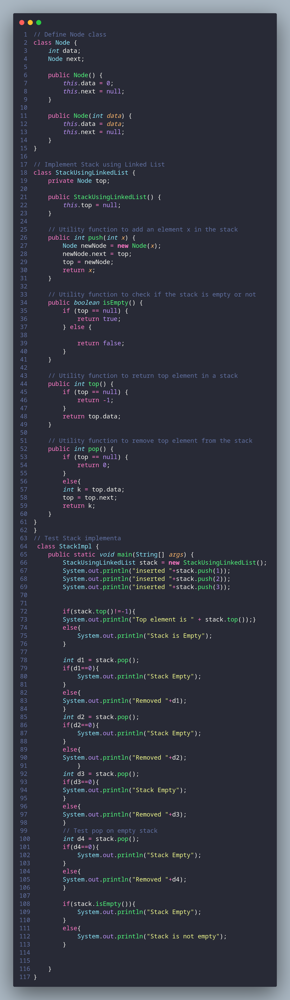 1 // Define Node class
2 class Node {
3     int data;
4     Node next;
5
6     public Node() {
7         this.data = 0;
8         this.next = null;
9     }
10
11     public Node(int data) {
12         this.data = data;
13         this.next = null;
14     }
15 }
16
17 // Implement Stack using Linked List
18 class StackUsingLinkedList {
19     private Node top;
20
21     public StackUsingLinkedList() {
22         this.top = null;
23     }
24
25     // Utility function to add an element x in the stack
26     public int push(int x) {
27         Node newNode = new Node(x);
28         newNode.next = top;
29         top = newNode;
30         return x;
31     }
32
33     // Utility function to check if the stack is empty or not
34     public boolean isEmpty() {
35         if (top == null) {
36             return true;
37         } else {
38
39             return false;
40         }
41     }
42
43     // Utility function to return top element in a stack
44     public int top() {
45         if (top == null) {
46             return -1;
47         }
48         return top.data;
49     }
50
51     // Utility function to remove top element from the stack
52     public int pop() {
53         if (top == null) {
54             return 0;
55         }
56         else{
57         int k = top.data;
58         top = top.next;
59         return k;
60     }
61 }
62 }
63 // Test Stack implementa
64  class StackImpl {
65     public static void main(String[] args) {
66         StackUsingLinkedList stack = new StackUsingLinkedList();
67         System.out.println("inserted "+stack.push(1));
68         System.out.println("inserted "+stack.push(2));
69         System.out.println("inserted "+stack.push(3));
70
71
72         if(stack.top()!=-1){
73         System.out.println("Top element is " + stack.top());}
74         else{
75             System.out.println("Stack is Empty");
76         }
77
78         int d1 = stack.pop();
79         if(d1==0){
80             System.out.println("Stack Empty");
81         }
82         else{
83         System.out.println("Removed "+d1);
84         }
85         int d2 = stack.pop();
86         if(d2==0){
87             System.out.println("Stack Empty");
88         }
89         else{
90         System.out.println("Removed "+d2);
91             }
92         int d3 = stack.pop();
93         if(d3==0){
94         System.out.println("Stack Empty");
95         }
96         else{
97         System.out.println("Removed "+d3);
98         }
99         // Test pop on empty stack
100         int d4 = stack.pop();
101         if(d4==0){
102             System.out.println("Stack Empty");
103         }
104         else{
105         System.out.println("Removed "+d4);
106         }
107
108         if(stack.isEmpty()){
109             System.out.println("Stack Empty");
110         }
111         else{
112             System.out.println("Stack is not empty");
113         }
114
115
116     }
117 }